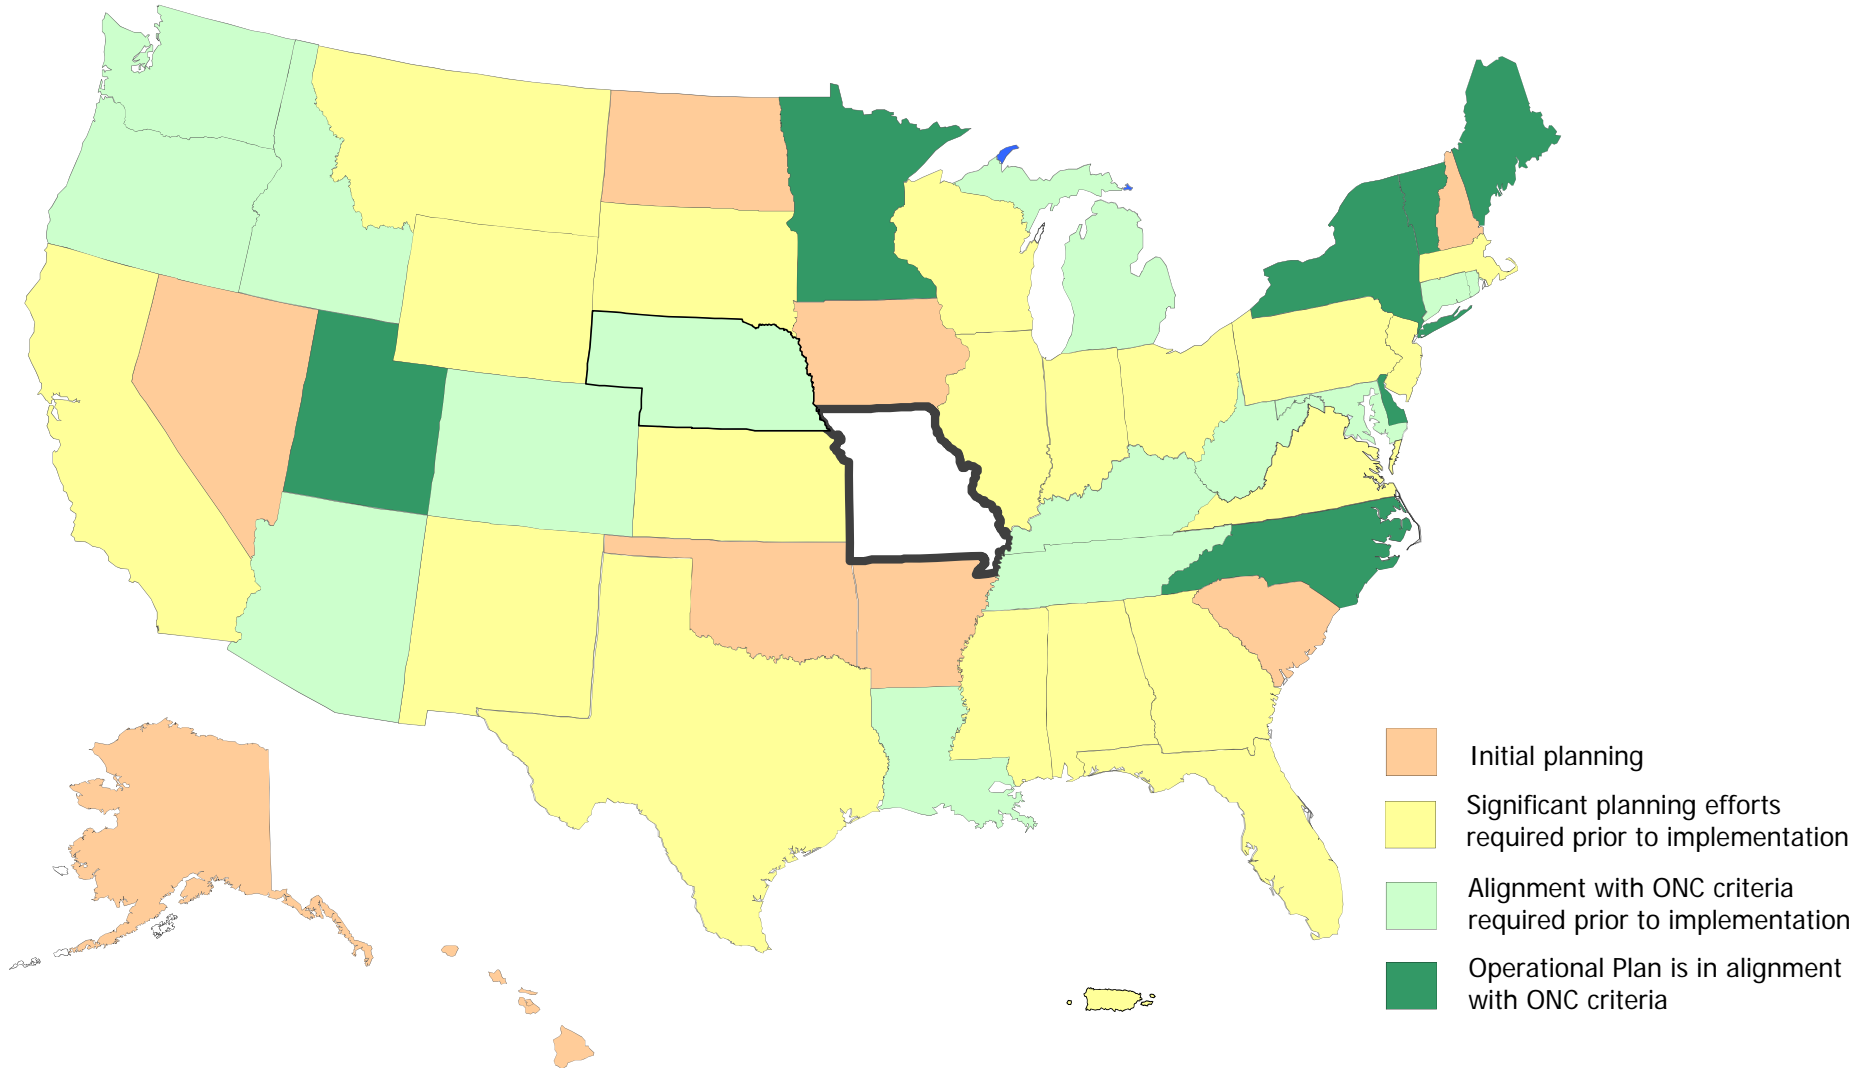 Initial planning
Significant planning efforts
required prior to implementation
Alignment with ONC criteria
required prior to implementation
Operational Plan is in alignment
with ONC criteria